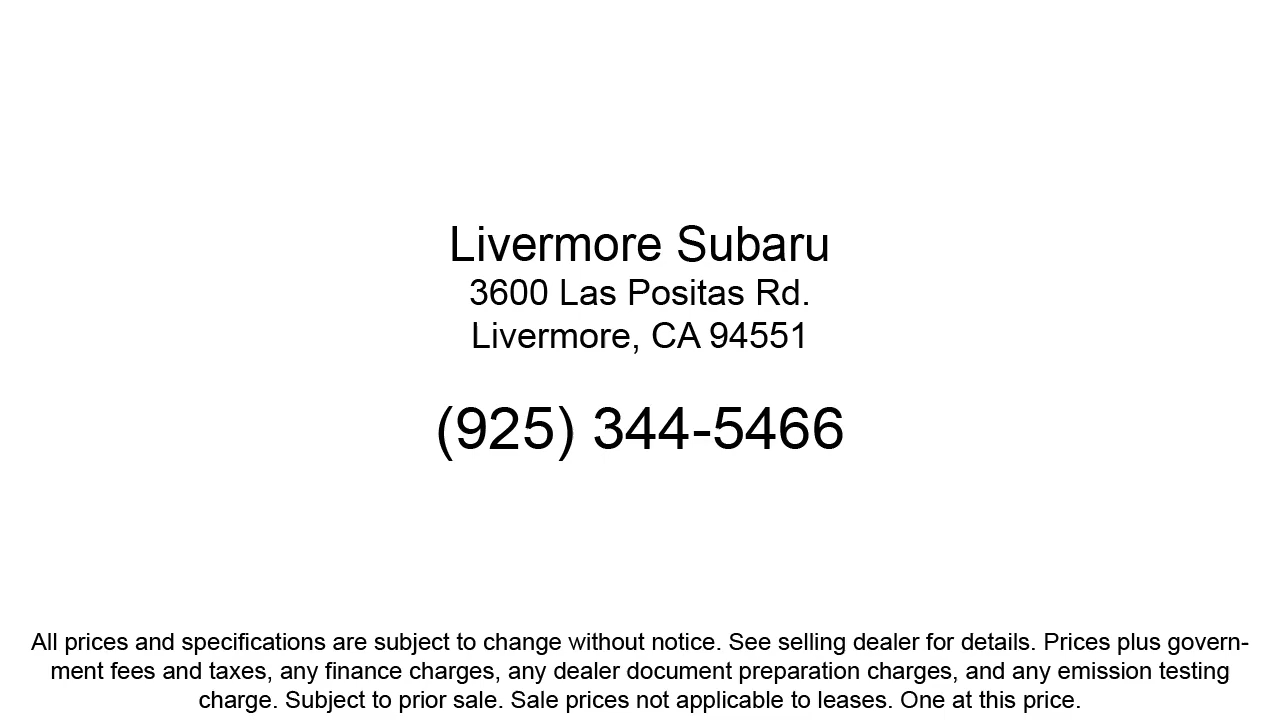 Livermore Subaru
3600 Las Positas Rd.
Livermore, CA 94551
(925) 344-5466
All prices and specifications are subject to change without notice. See selling dealer for details. Prices plus govern-
ment fees and taxes, any finance charges, any dealer document preparation charges, and any emission testing
charge. Subject to prior sale. Sale prices not applicable to leases. One at this price.